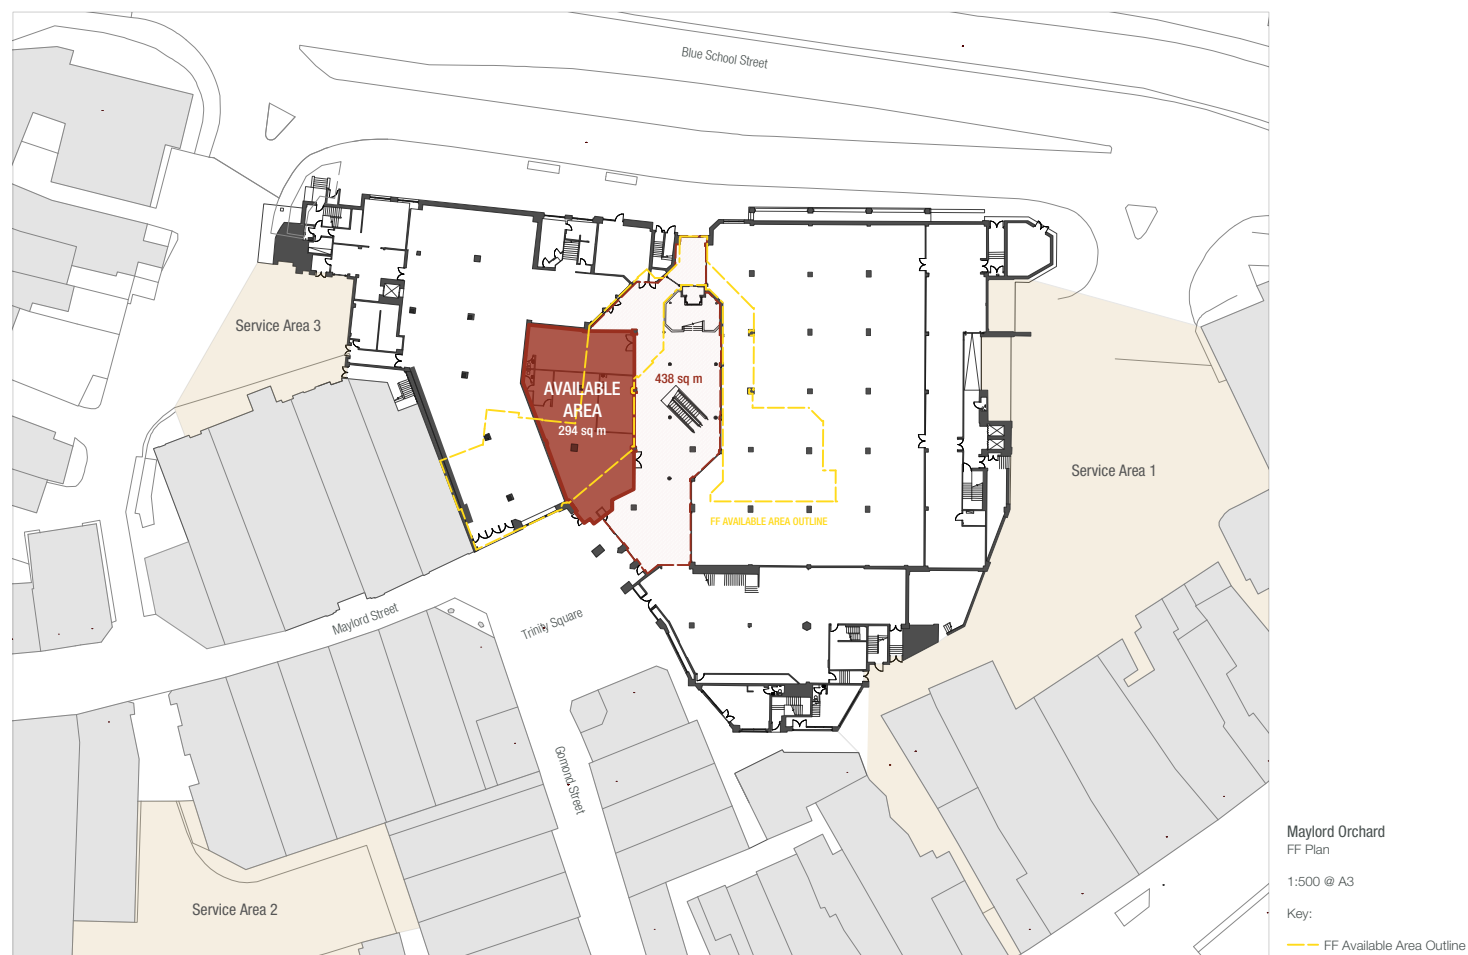 Blue School Street
Service Area 3
438 sq m
AVAILABLE
AREA
294 sq m
Service Area 1
FF AVAILABLE AREA OUTLINE
Maylord Street
Trinity Square
Gomond Street
Service Area 2
Maylord Orchard
FF Plan
1:500 @ A3
Key:
FF Available Area Outline